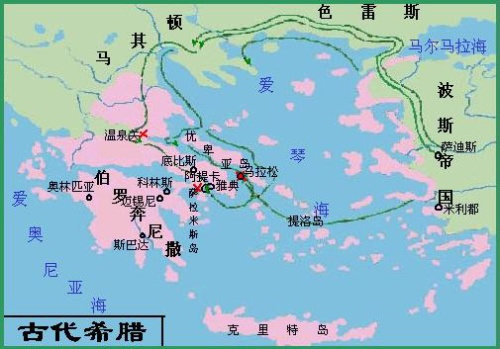 色雷斯
马其顿
马尔马拉海
波斯帝国
爱琴海
温泉关
优卑亚岛
萨迪斯
底比斯
阿提卡
马拉松
雅典
伯罗奔尼撒
奥林匹亚
科林斯
迈锡尼
萨拉米斯岛
米利都
提洛岛
斯巴达
爱奥尼亚海
克里特岛
古代希腊